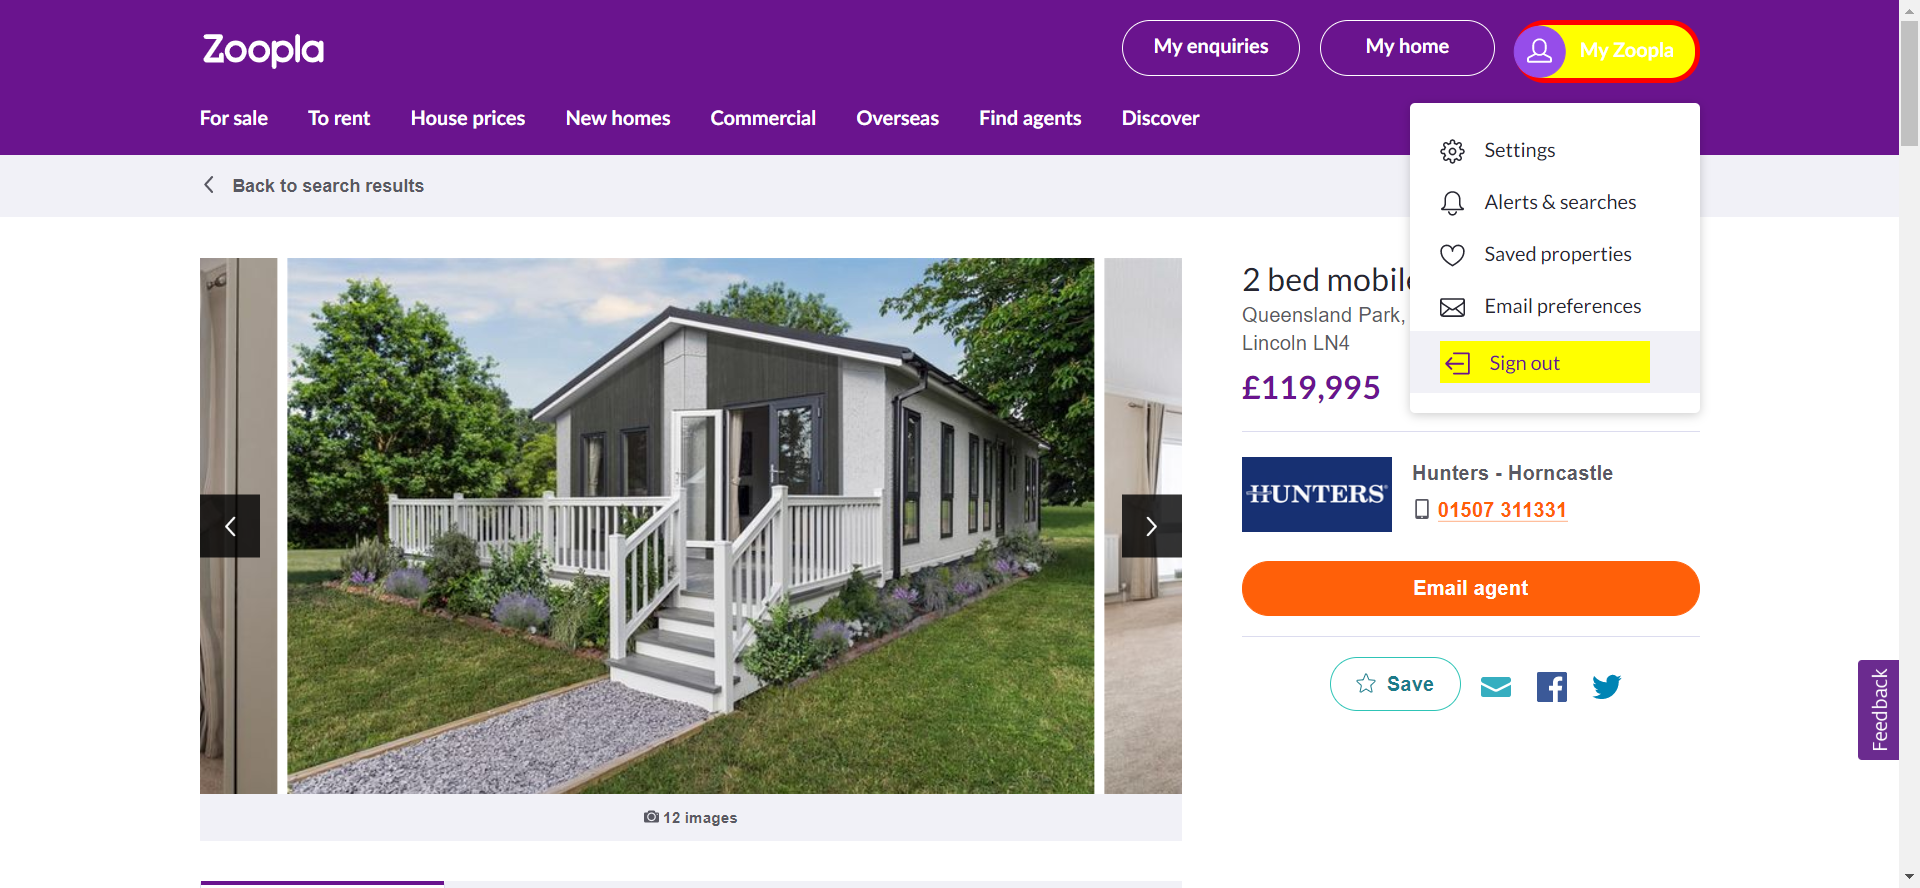 Zoopla
My enquiries
My home
My Zoopla
For sale
To rent
House prices
New homes
Commercial
Overseas
Find agents
Discover
Settings
Alerts & searches
Saved properties
Email preferences
Sign out
Back to search results
2 bed mobil
Queensland Park,
Lincoln LN4
£119,995
HUNTERS
Hunters - Horncastle
01507 311331
Email agent
Save
Feedback
12 images